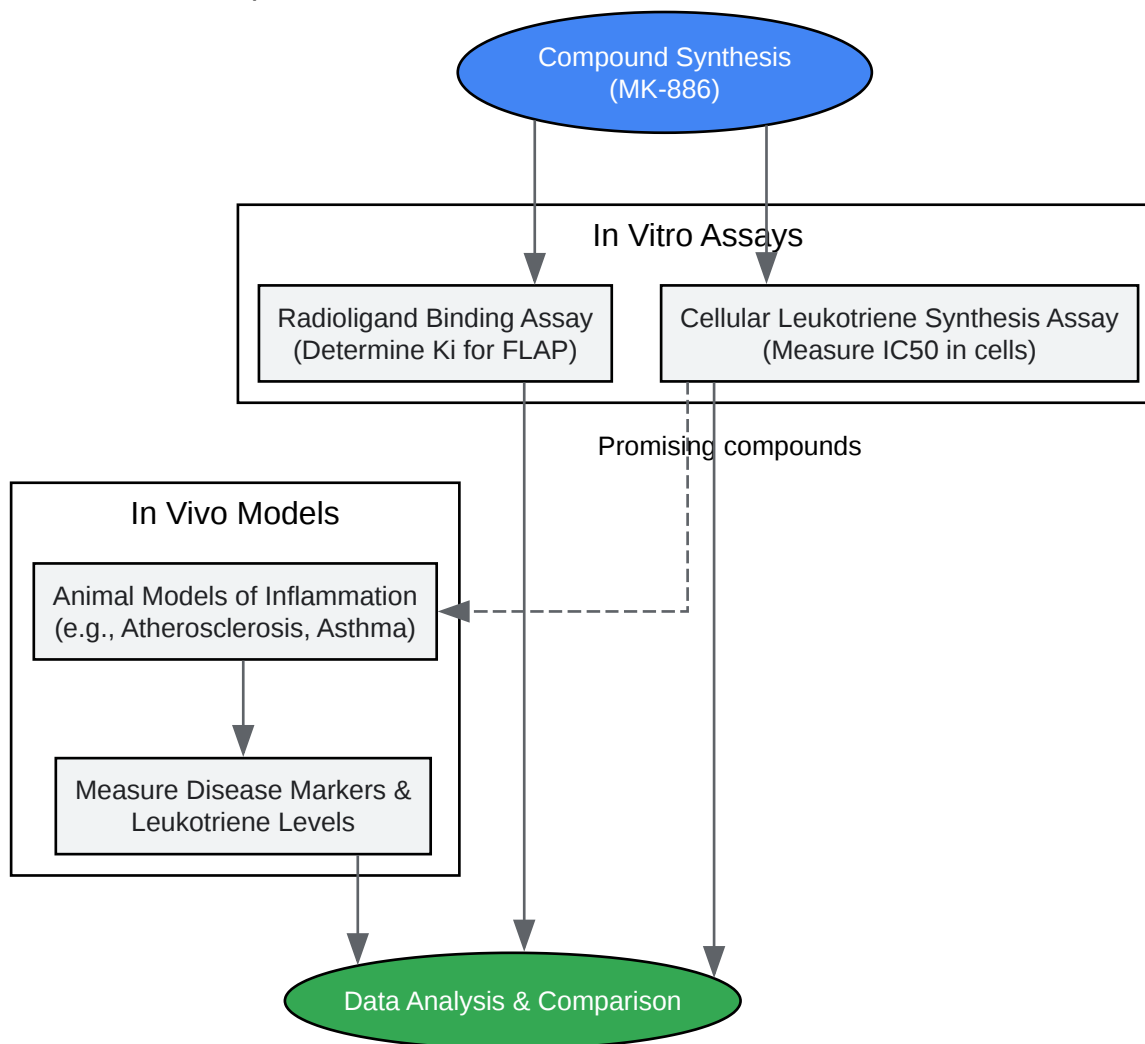 Compound Synthesis
(MK-886)
In Vitro Assays
Radioligand Binding Assay
(Determine Ki for FLAP)
Cellular Leukotriene Synthesis Assay
(Measure IC50 in cells)
Promising compounds
In Vivo Models
Animal Models of Inflammation
(e.g., Atherosclerosis, Asthma)
Measure Disease Markers &
Leukotriene Levels
Data Analysis & Comparison